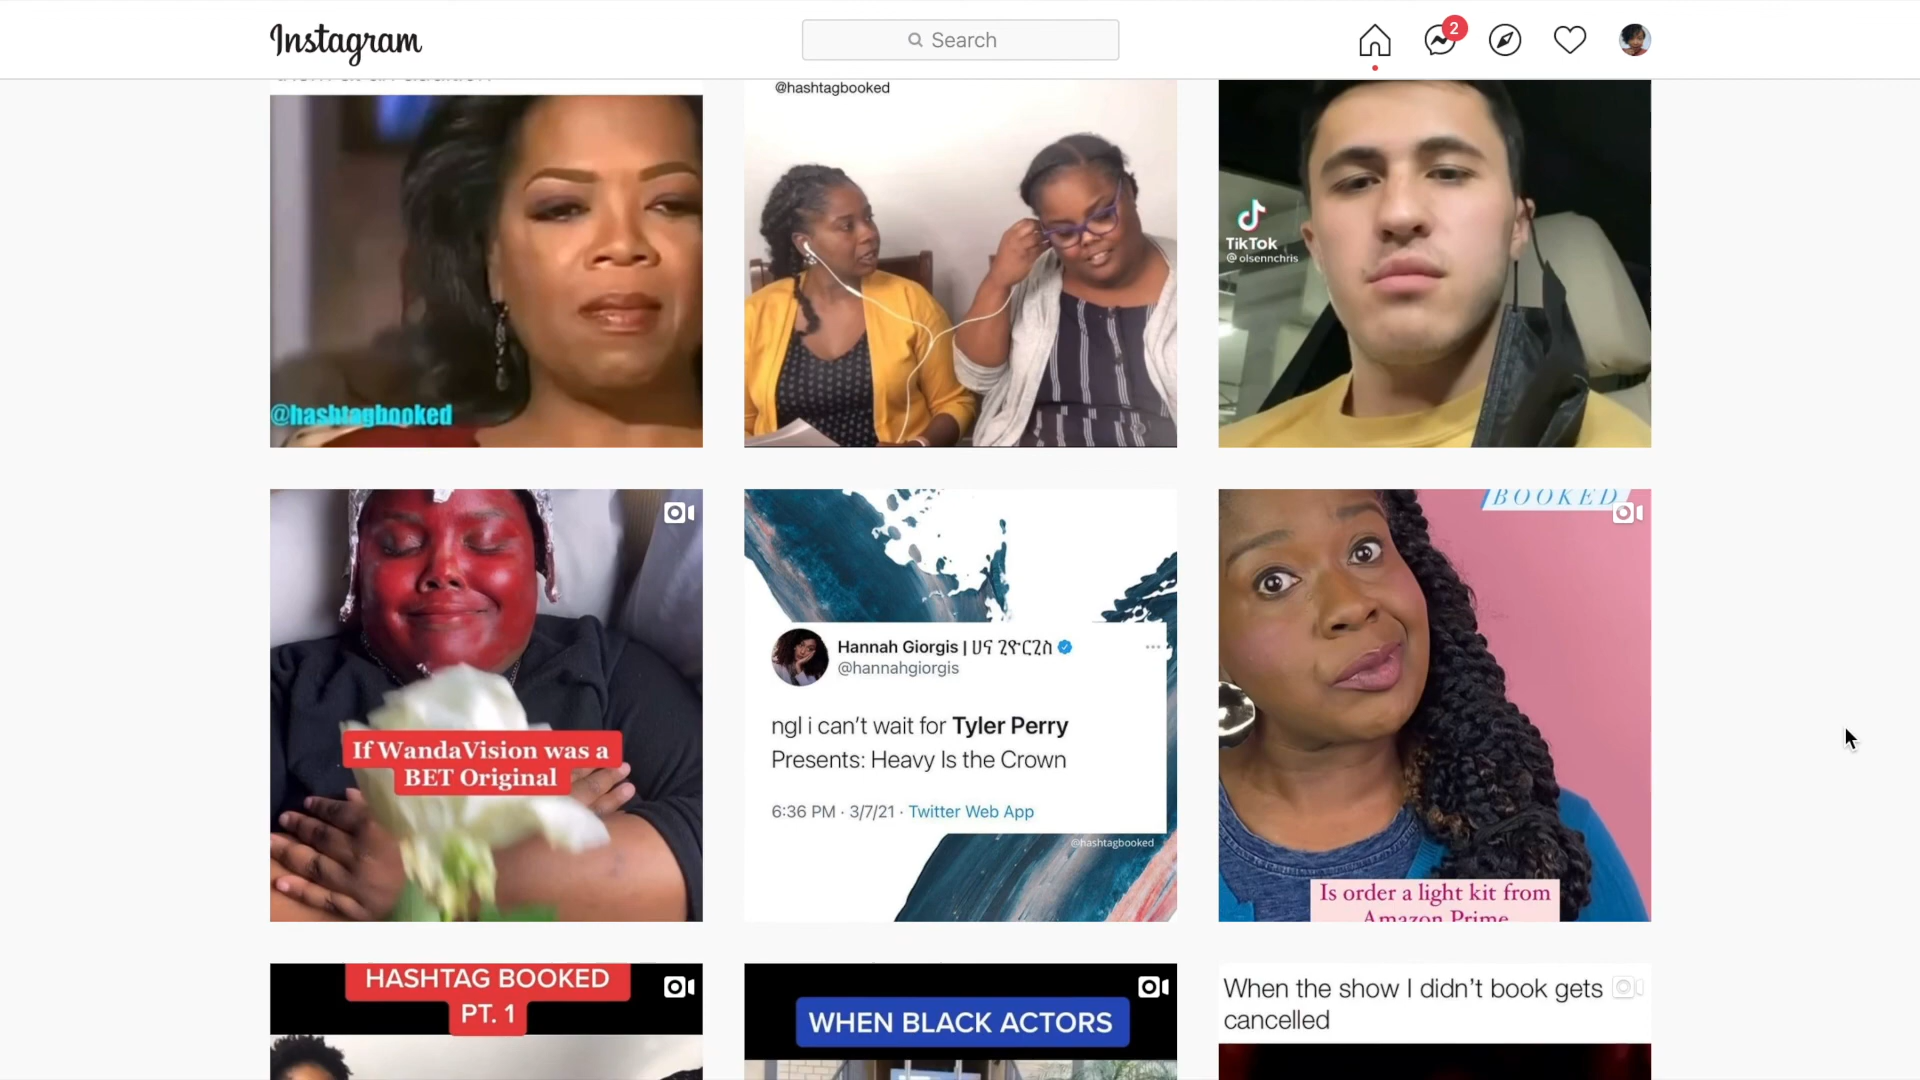 Instagram
Search
2
@hashtagbooked
@hashtagbooked
TikTok
@olsennchris
If WandaVision was a
BET Original
Hannah Giorgis | ሀና ጊዮርጊስ
@hannahgiorgis
ngl i can’t wait for Tyler Perry
Presents: Heavy Is the Crown
6:36 PM · 3/7/21 · Twitter Web App
@hashtagbooked
BOOKED
Is order a light kit from
Amazon Prime
HASHTAG BOOKED
PT. 1
WHEN BLACK ACTORS
When the show I didn’t book gets
cancelled